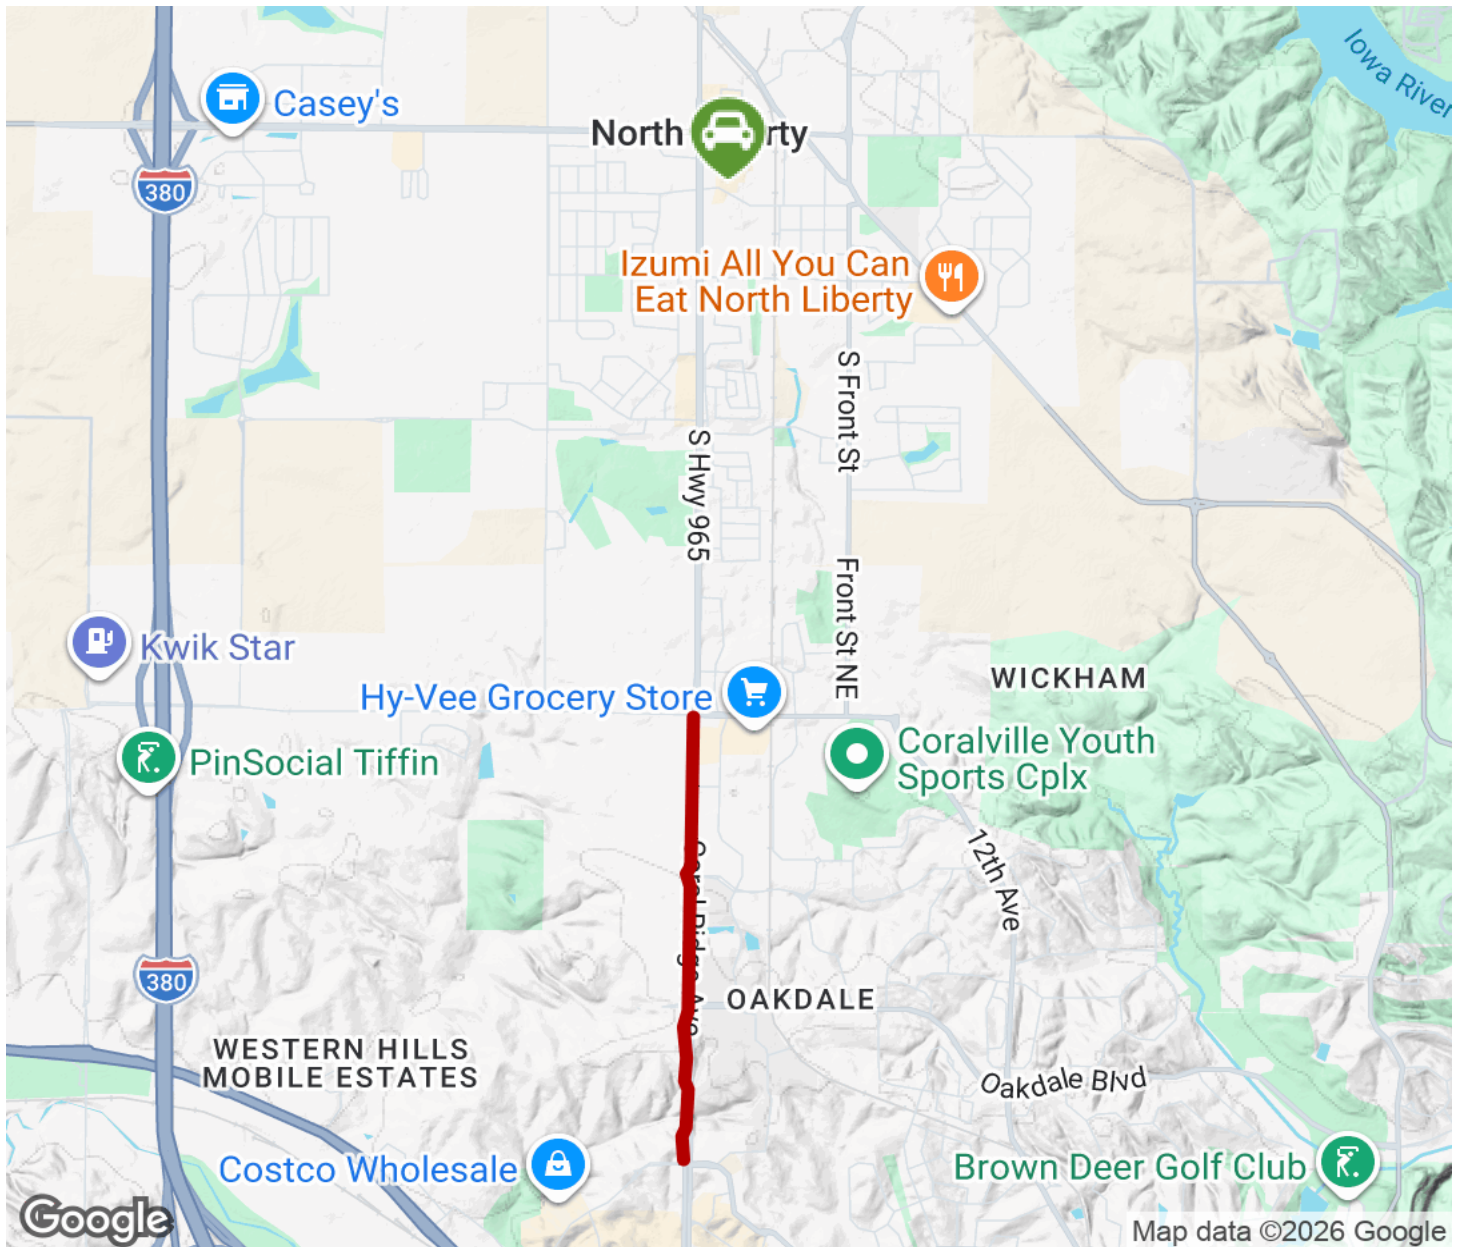 Iowa River
Casey's
North
rty
380
Izumi All You Can
Eat North Liberty
S Front St
S Hwy 965
Front St NE
Kwik Star
WICKHAM
Hy-Vee Grocery Store
PinSocial Tiffin
Coralville Youth
Sports Cplx
12th Ave
380
OAKDALE
WESTERN HILLS
MOBILE ESTATES
Oakdale Blvd
Costco Wholesale
Brown Deer Golf Club
Google
Map data ©2026 Google